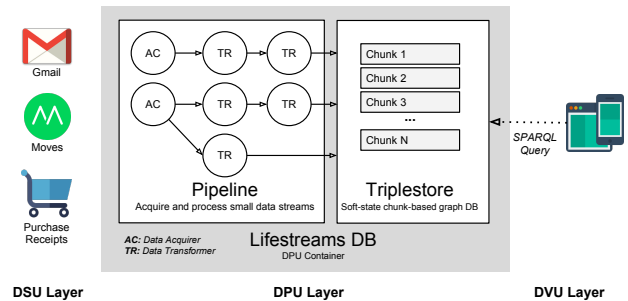 Gmail
Moves
Purchase
Receipts
AC
TR
TR
AC
TR
TR
TR
Pipeline
Acquire and process small data streams
Chunk 1
Chunk 2
Chunk 3
...
Chunk N
Triplestore
Soft-state chunk-based graph DB
AC: Data Acquirer
TR: Data Transformer
Lifestreams DB
DPU Container
SPARQL
Query
DSU Layer
DPU Layer
DVU Layer